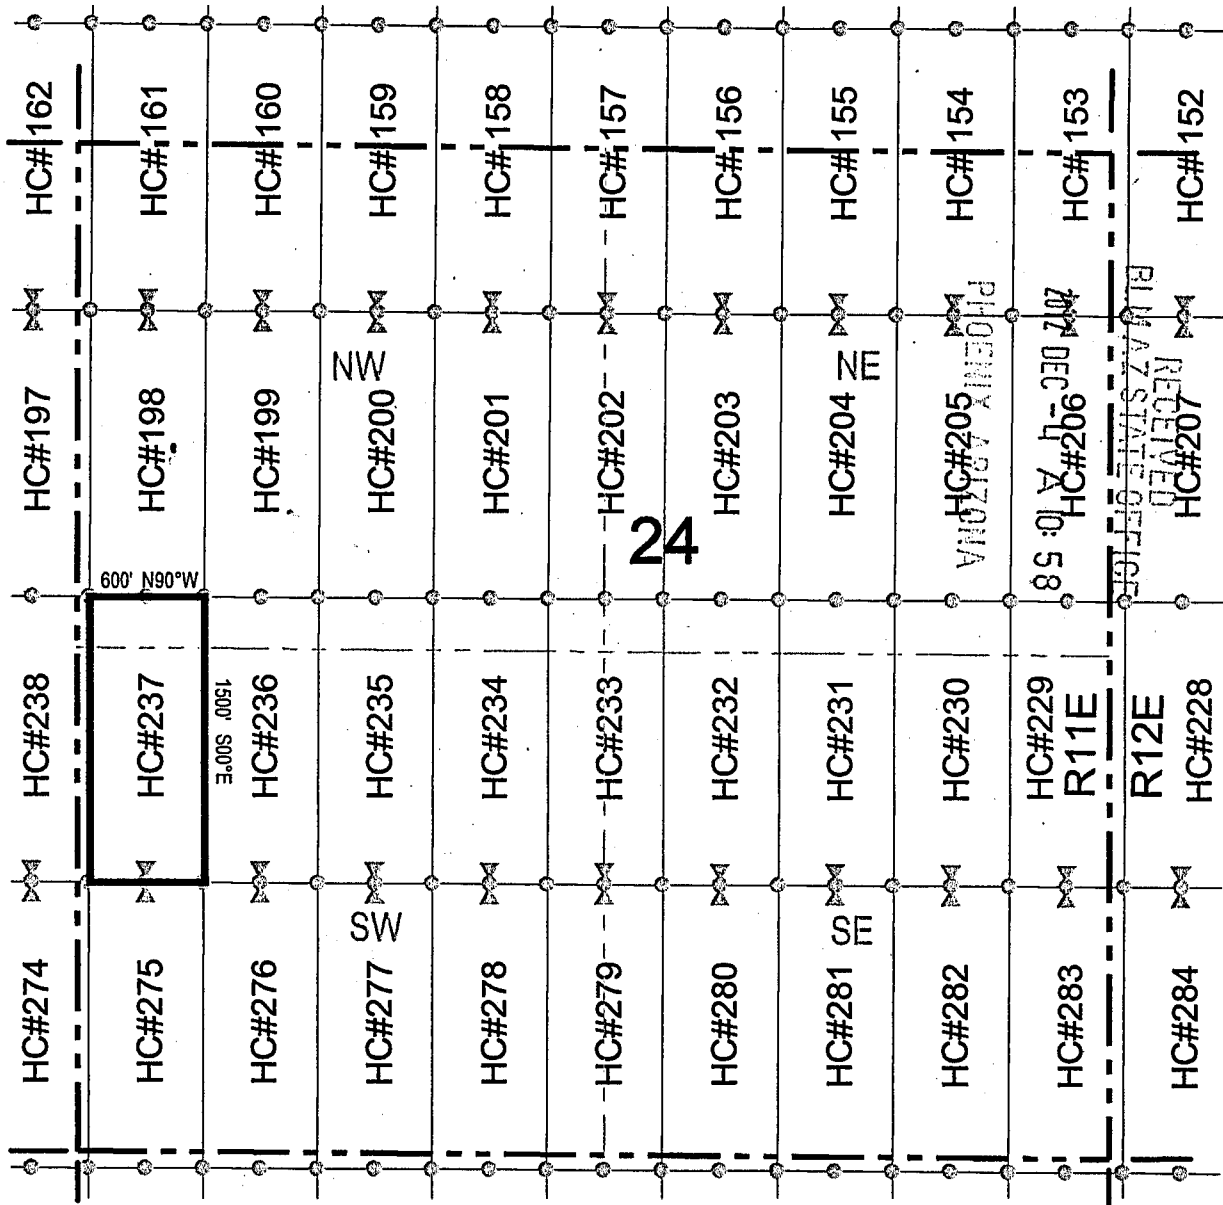 HC# 162
HC# 161
HC# 160
HC# 159
HC# 158
HC# 157
HC# 156
HC# 155
HC# 154
HC# 153
HC# 152
NW
NE
HC#197
HC#198
HC#199
HC#200
HC#201
HC#202
HC#203
HC#204
HC#205
HC#206
HC#207
24
RECEIVED
BLM AZ STATE OFFICE
2012 DEC -4 A 10: 58
PHOENIX ARIZONA
600' N90°W
1500' S00°E
HC#238
HC#237
HC#236
HC#235
HC#234
HC#233
HC#232
HC#231
HC#230
HC#229
R11E
R12E
HC#228
SW
SE
HC#274
HC#275
HC#276
HC#277
HC#278
HC#279
HC#280
HC#281
HC#282
HC#283
HC#284